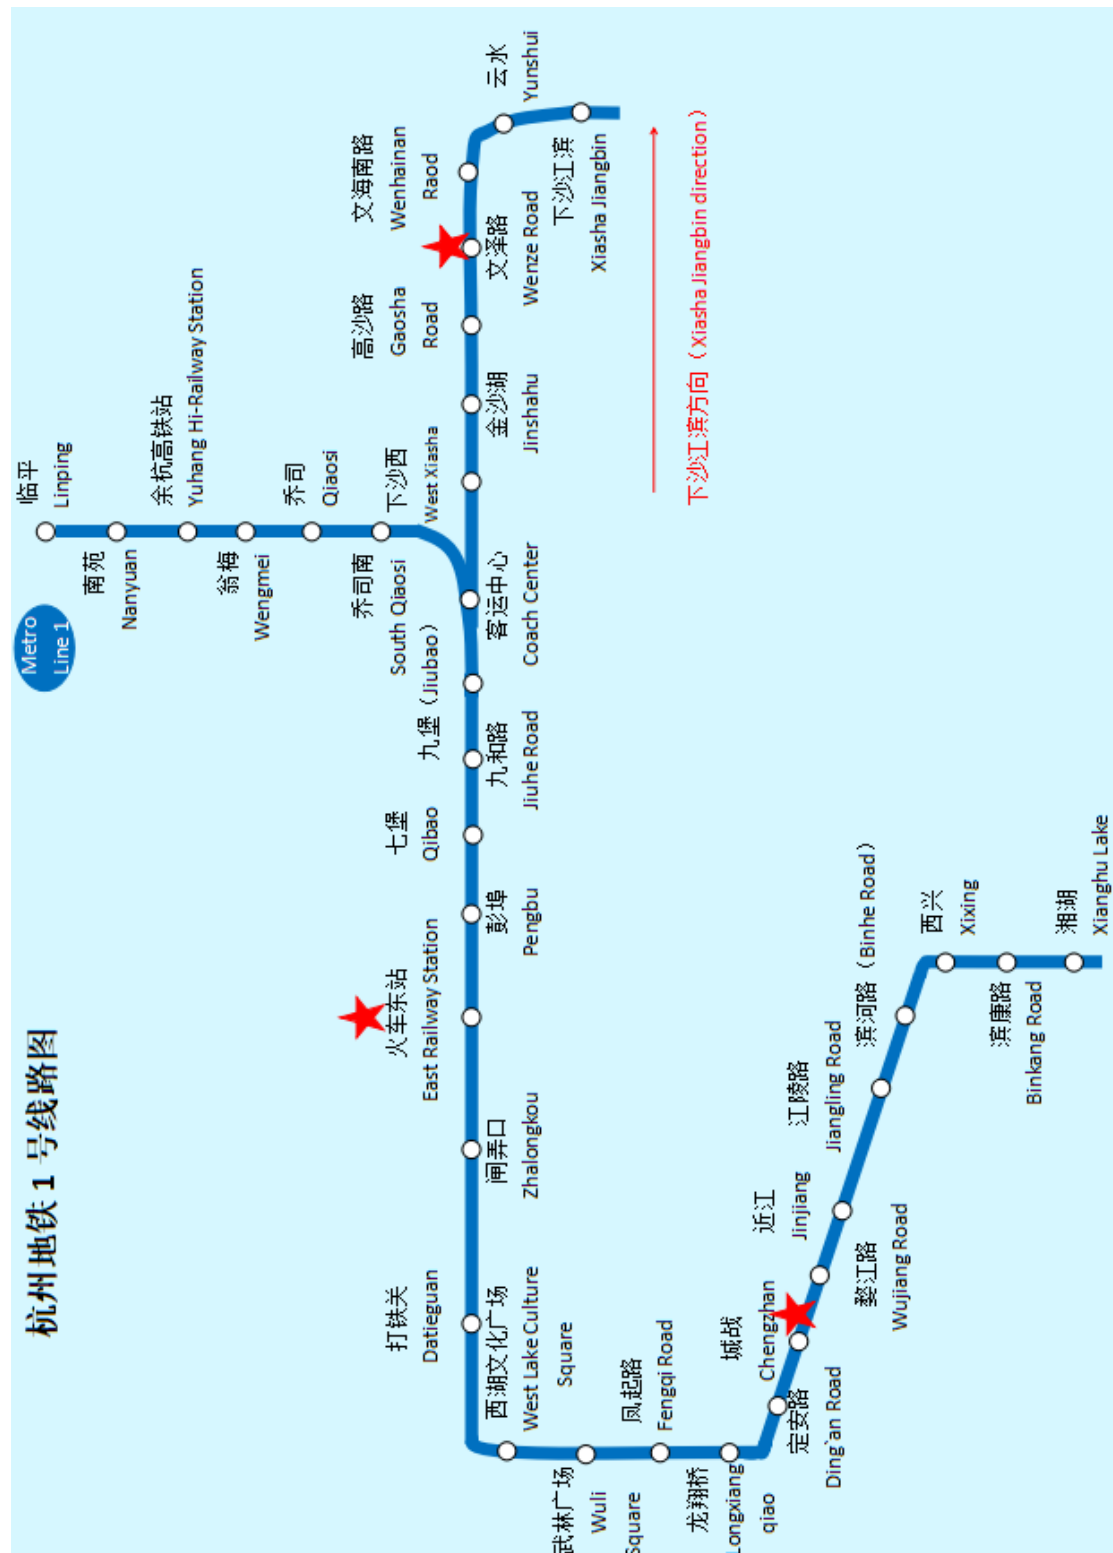 杭州地铁 1 号线路图
Metro
Line 1
临平
Linping
南苑
Nanyuan
余杭高铁站
Yuhang Hi-Railway Station
翁梅
Wengmei
乔司
Qiaosi
乔司南
South Qiaosi
下沙西
West Xiasha
金沙湖
Jinshahu
高沙路
Gaosha
Road
文泽路
Wenze Road
文海南路
Wenhainan
Raod
云水
Yunshui
下沙江滨
Xiasha Jiangbin
下沙江滨方向（Xiasha Jiangbin direction）
客运中心
Coach Center
九堡（Jiubao）
九和路
Jiuhe Road
七堡
Qibao
彭埠
Pengbu
火车东站
East Railway Station
闸弄口
Zhalongkou
打铁关
Datieguan
西湖文化广场
West Lake Culture
Square
武林广场
Wuli
Square
凤起路
Fengqi Road
龙翔桥
Longxiang
qiao
定安路
Ding`an Road
城战
Chengzhan
婺江路
Wujiang Road
近江
Jinjiang
江陵路
Jiangling Road
滨河路（Binhe Road）
西兴
Xixing
滨康路
Binkang Road
湘湖
Xianghu Lake